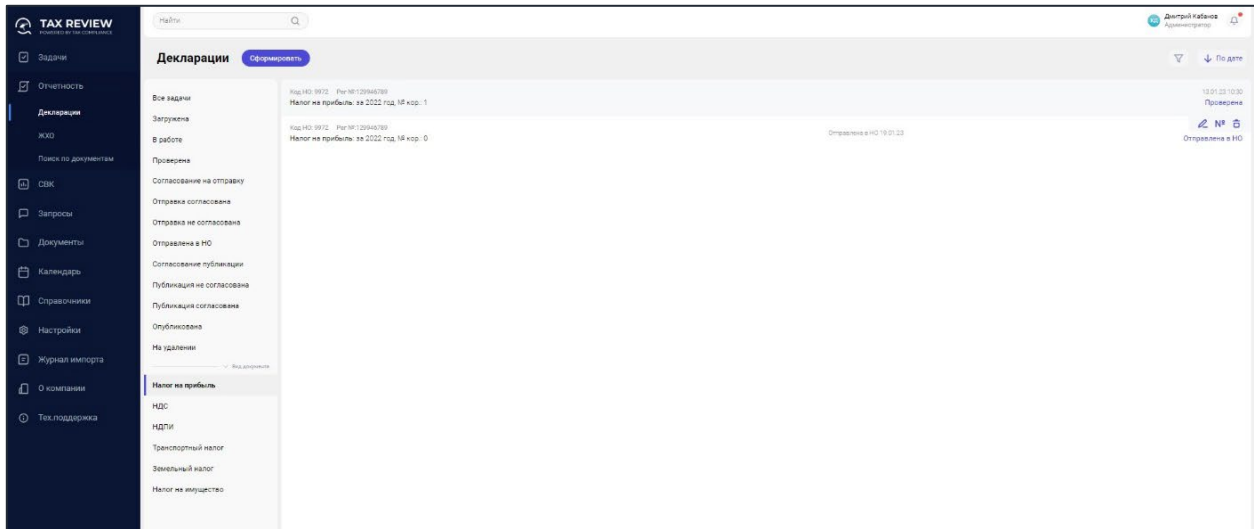 TAX REVIEW
POWERED BY TAX COMPLIANCE
Найти
Дмитрий Кабанов
Администратор
Задачи
Отчетность
Декларации
ЖХО
Поиск по документам
СВК
Запросы
Документы
Календарь
Справочники
Настройки
Журнал импорта
О компании
Тех.поддержка
Декларации
Сформировать
По дате
Все задачи
Загружена
В работе
Проверена
Согласование на отправку
Отправка согласована
Отправка не согласована
Отправлена в НО
Согласование публикации
Публикация не согласована
Публикация согласована
Опубликована
На удалении
Вид документа
Налог на прибыль
НДС
НДПИ
Транспортный налог
Земельный налог
Налог на имущество
Код НО: 9972 Рег №:129946789
Налог на прибыль: за 2022 год, № кор.: 1
13.01.23 10:30
Проверена
Код НО: 9972 Рег №:129946789
Налог на прибыль: за 2022 год, № кор.: 0
Отправлена в НО 19.01.23
№
Отправлена в НО